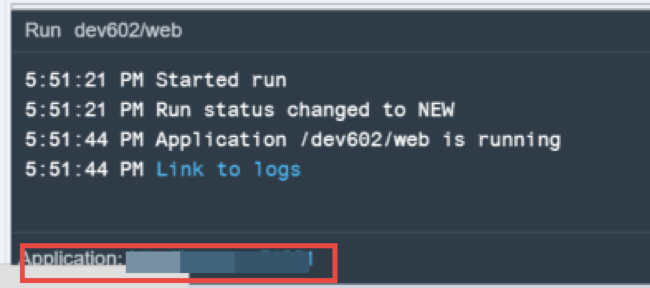 Run dev602/web
5:51:21 PM Started run
5:51:21 PM Run status changed to NEW
5:51:44 PM Application /dev602/web is running
5:51:44 PM Link to logs
Application: